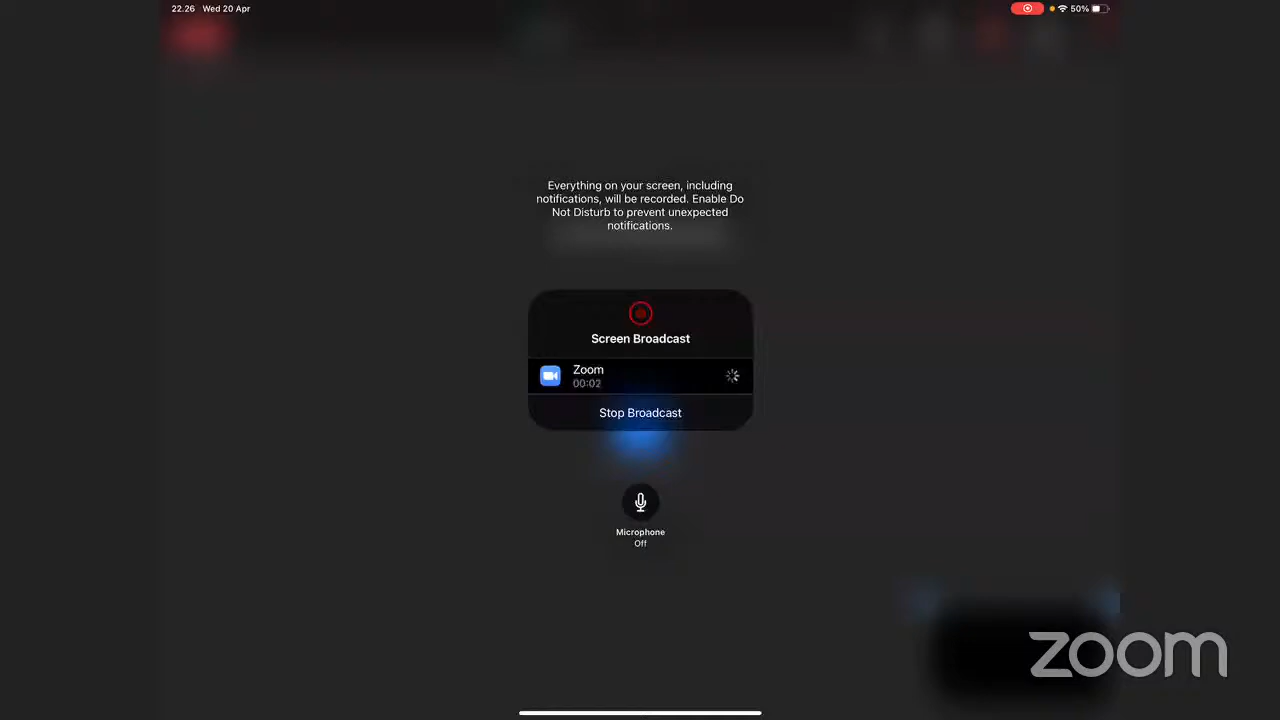 22.26 Wed 20 Apr
50%
Everything on your screen, including
notifications, will be recorded. Enable Do
Not Disturb to prevent unexpected
notifications.
Screen Broadcast
Zoom
00:02
Stop Broadcast
Microphone
Off
zoom